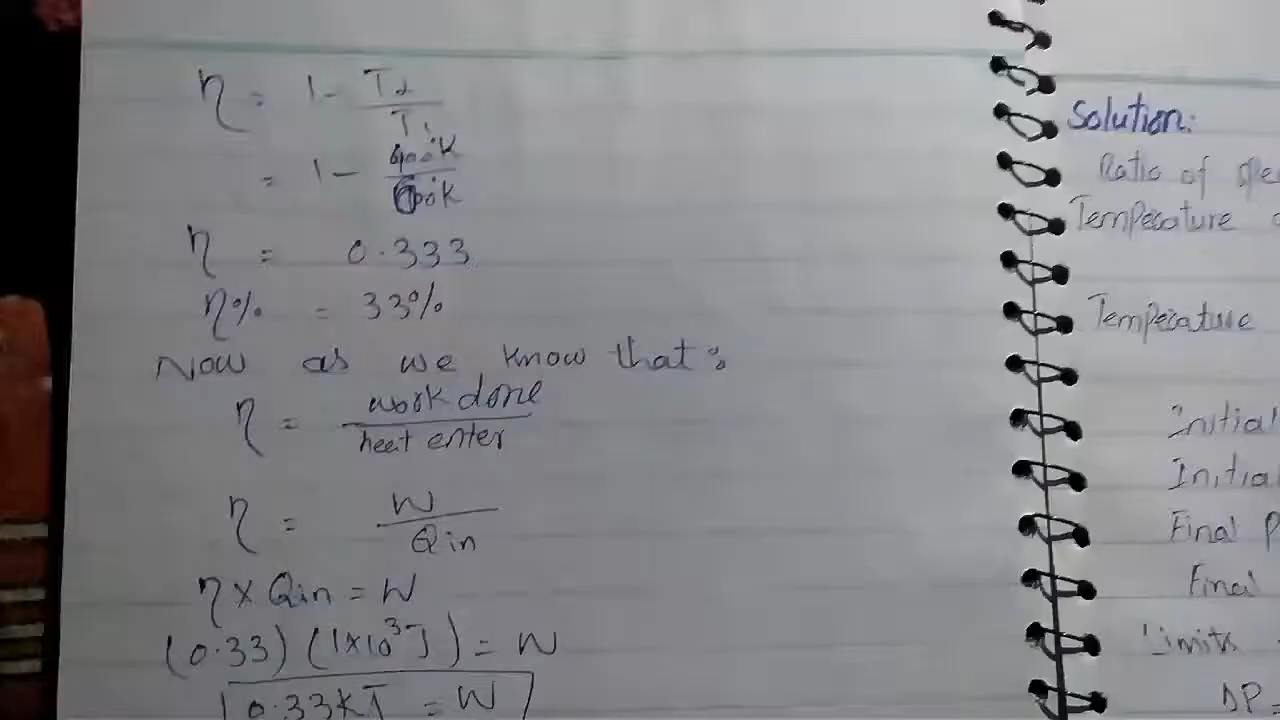 η = 1 - T2/T1
= 1 - 400K/600K
η = 0.333
η% = 33%
Now as we know that:
η = work done/heat enter
η = W/Qin
η × Qin = W
(0.33) (1×10³J) = W
0.33KJ = W
Solution:
Ratio of
Temperature
Temperature
Initial
Initial
Final P
Final
Limits
ΔP =